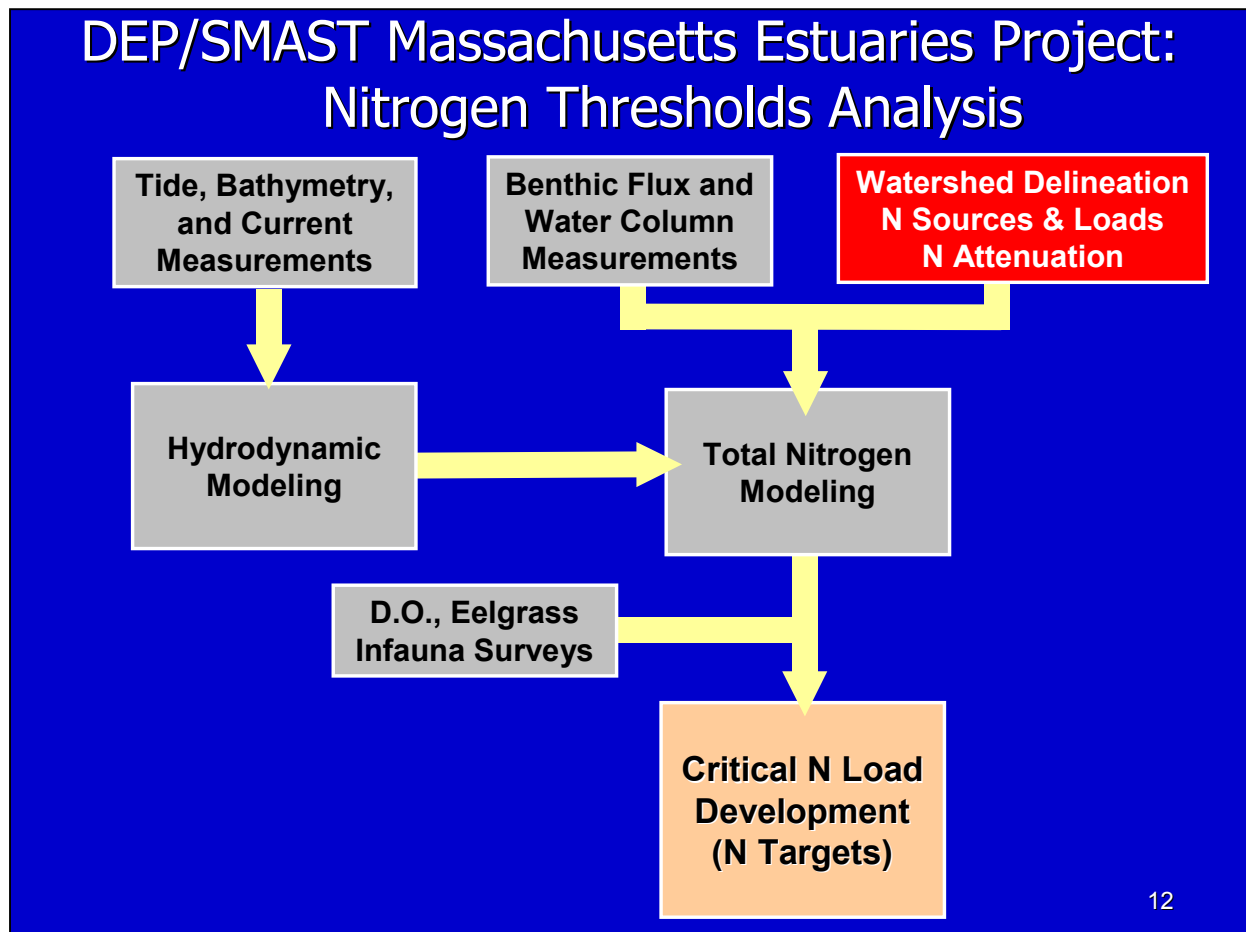 DEP/SMAST Massachusetts Estuaries Project:
Nitrogen Thresholds Analysis
Tide, Bathymetry,
and Current
Measurements
Benthic Flux and
Water Column
Measurements
Watershed Delineation
N Sources & Loads
N Attenuation
Hydrodynamic
Modeling
Total Nitrogen
Modeling
D.O., Eelgrass
Infauna Surveys
Critical N Load
Development
(N Targets)
12